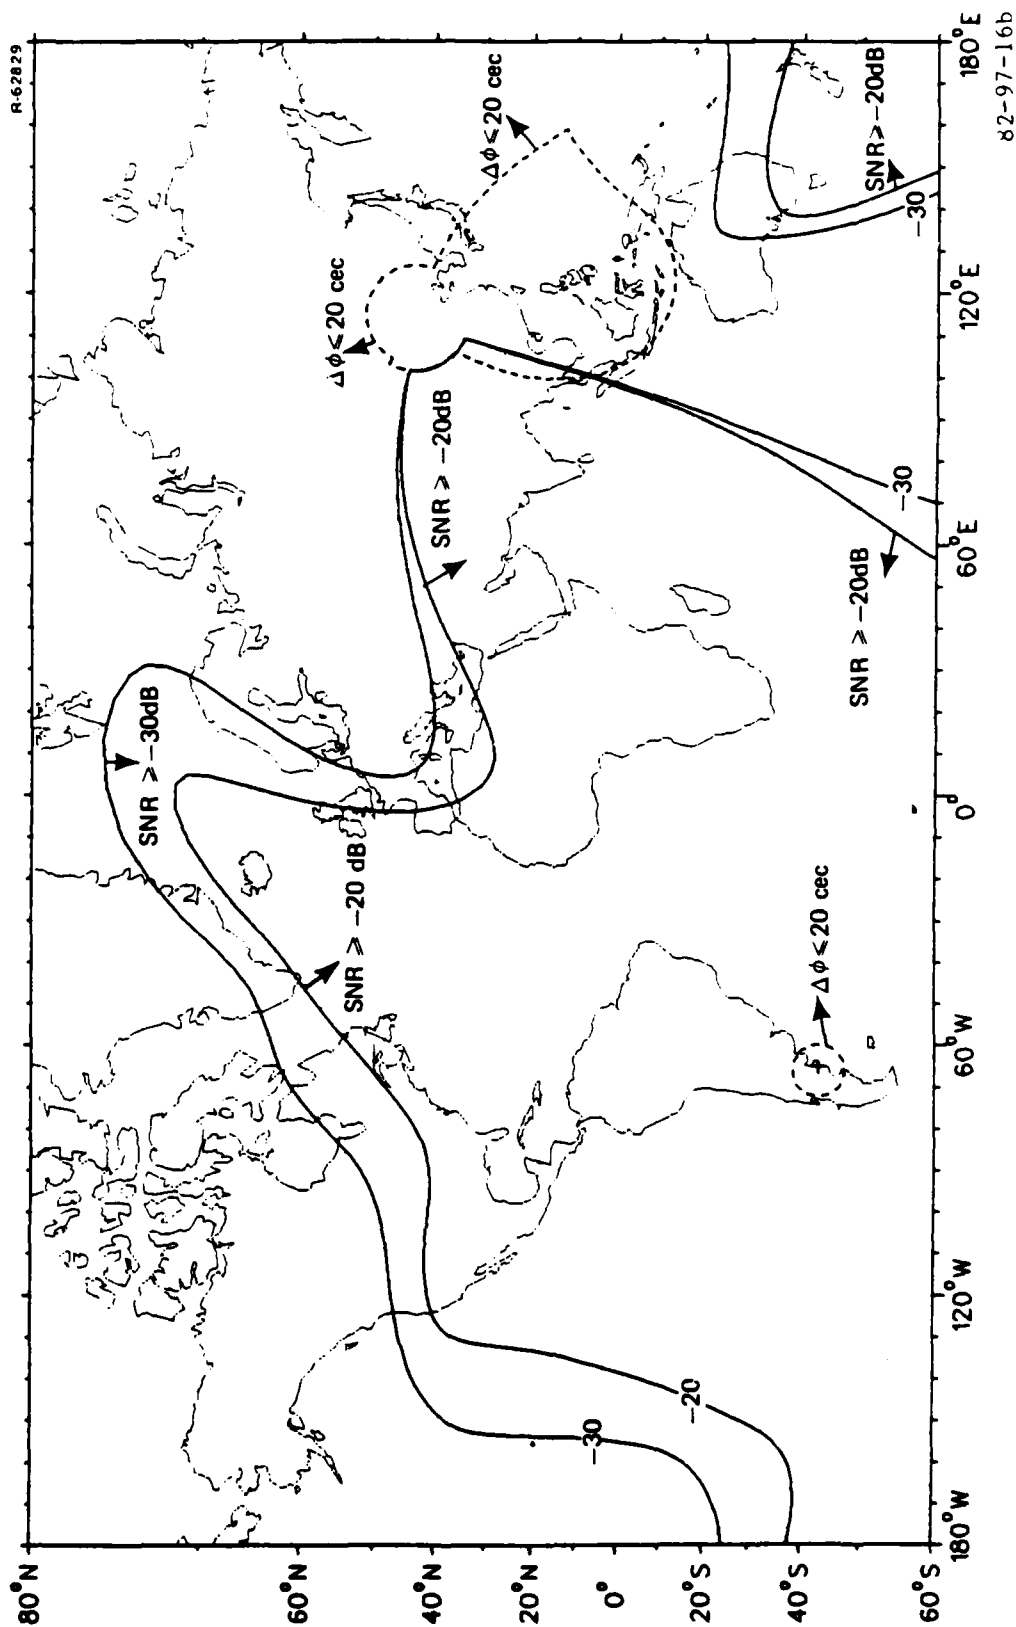 R-62829
80°N
60°N
40°N
20°N
0°
20°S
40°S
60°S
180°W
120°W
60°W
0°
60°E
120°E
180°E
SNR ≥ -30dB
SNR ≥ -20 dB
SNR ≥ -20dB
Δϕ ≤ 20 cec
Δϕ ≤ 20 cec
SNR ≥ -20dB
-30
SNR ≥ -20dB
-30
Δϕ ≤ 20 cec
-20
-30
82-97-16b